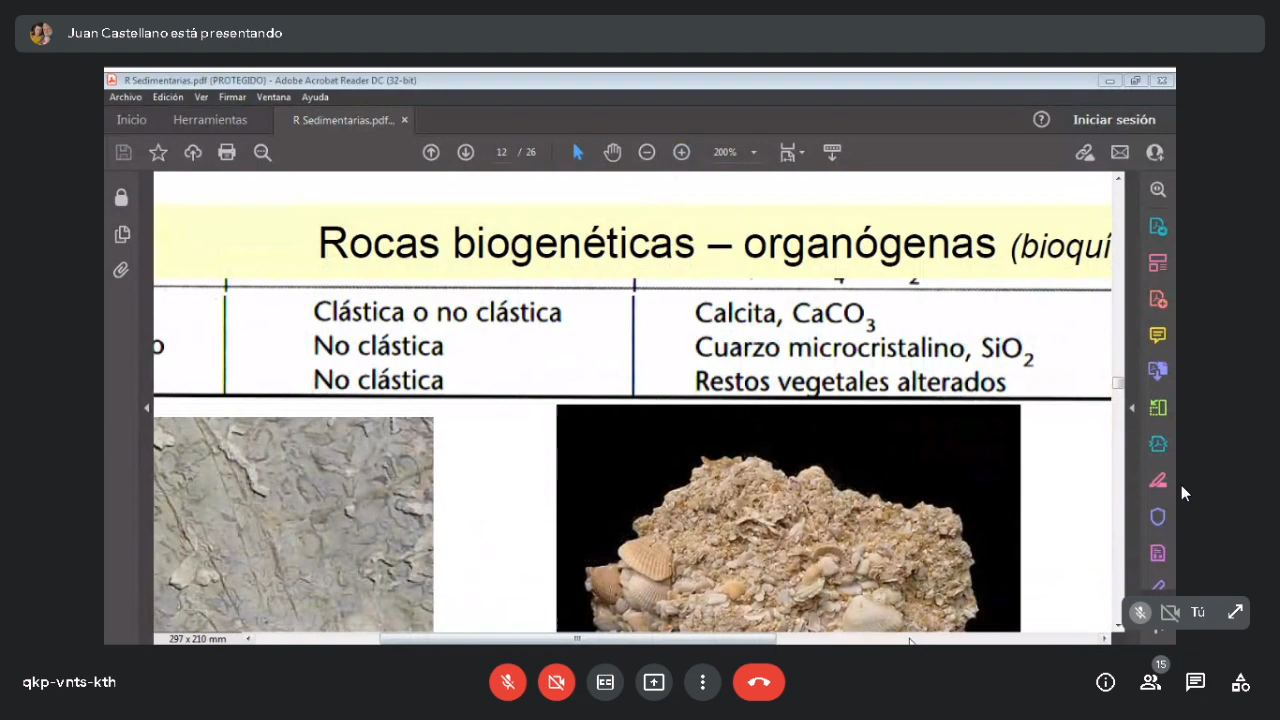 Juan Castellano está presentando
R Sedimentarias.pdf (PROTEGIDO) - Adobe Acrobat Reader DC (32-bit)
Archivo Edición Ver Firmar Ventana Ayuda
Inicio Herramientas R Sedimentarias.pdf... × Iniciar sesión
12 / 26 200%
Rocas biogenéticas – organógenas (bioquí
4 2
Clástica o no clástica Calcita, CaCO3
o No clástica Cuarzo microcristalino, SiO2
No clástica Restos vegetales alterados
Tú
297 x 210 mm
15
qkp-vnts-kth